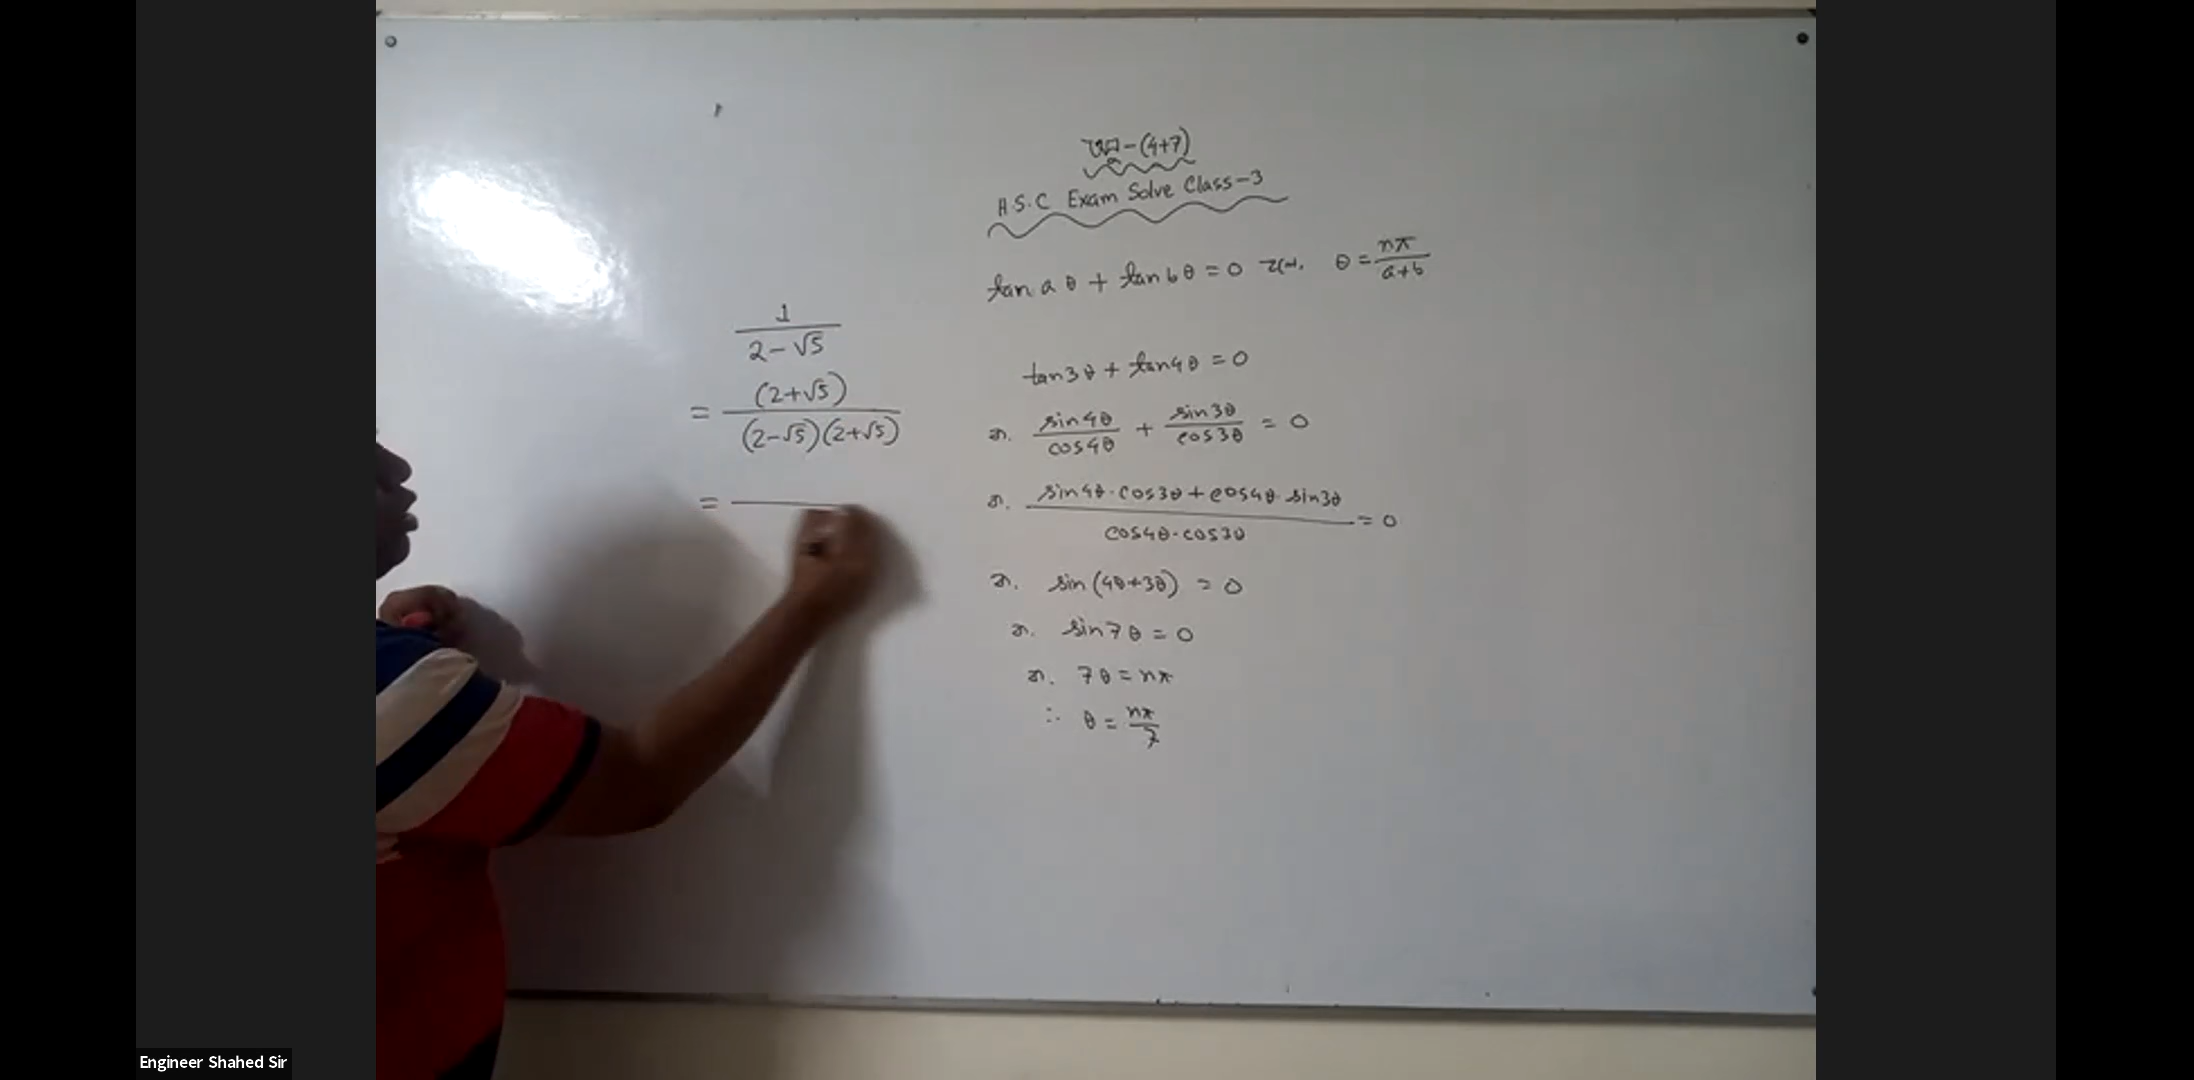 1
2-√5
= (2+√5)
(2-√5)(2+√5)
=
-(4+7)
H.S.C Exam Solve Class-3
tan aθ + tan bθ = 0 θ = nπ/a+b
tan3θ + tan4θ = 0
বা. sin4θ/cos4θ + sin3θ/cos3θ = 0
বা. sin4θ·cos3θ + cos4θ·sin3θ / cos4θ·cos3θ = 0
বা. sin(4θ+3θ) = 0
বা. sin7θ = 0
বা. 7θ = nπ
∴ θ = nπ/7
Engineer Shahed Sir